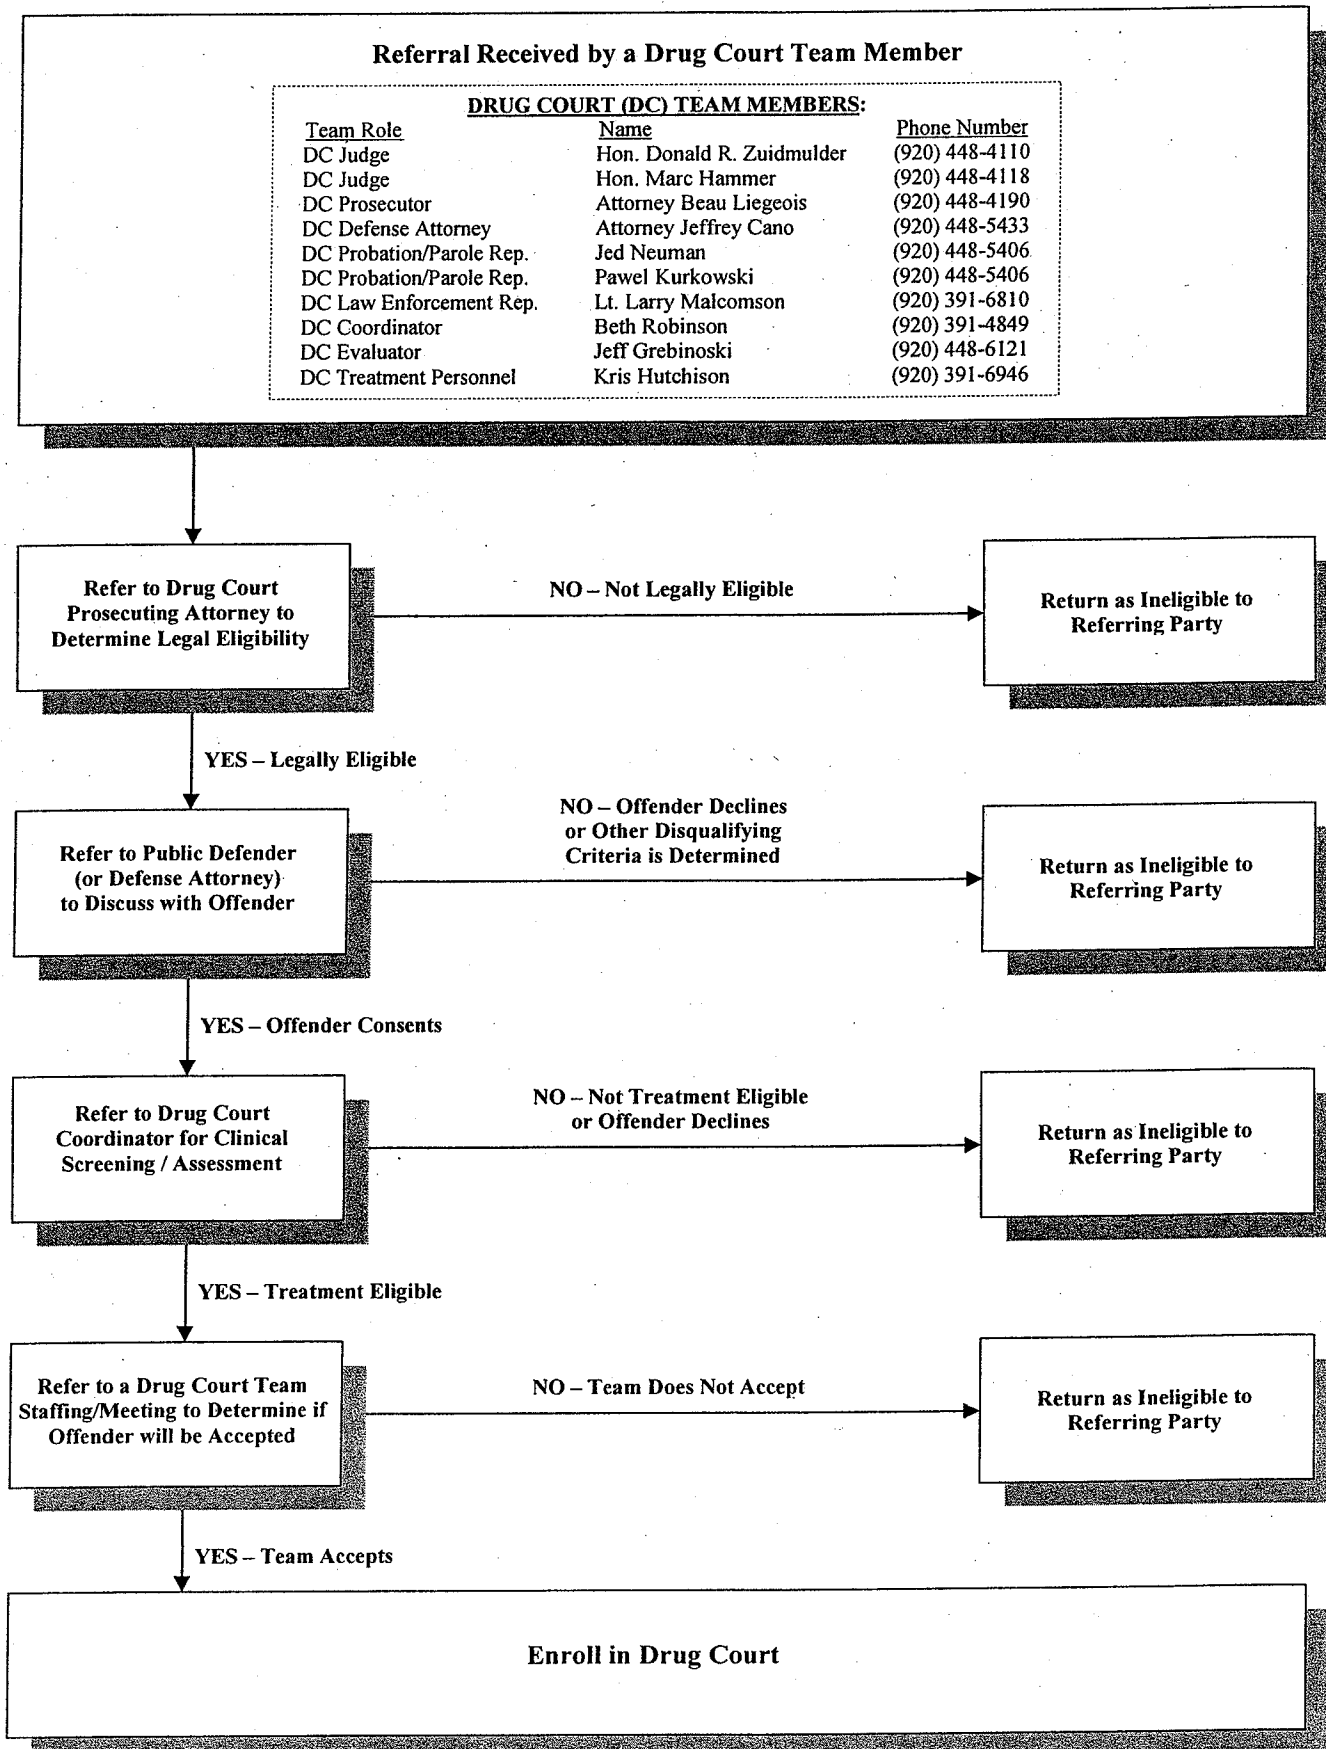 Referral Received by a Drug Court Team Member
DRUG COURT (DC) TEAM MEMBERS:
Team Role Name Phone Number
DC Judge Hon. Donald R. Zuidmulder (920) 448-4110
DC Judge Hon. Marc Hammer (920) 448-4118
DC Prosecutor Attorney Beau Liegeois (920) 448-4190
DC Defense Attorney Attorney Jeffrey Cano (920) 448-5433
DC Probation/Parole Rep. Jed Neuman (920) 448-5406
DC Probation/Parole Rep. Pawel Kurkowski (920) 448-5406
DC Law Enforcement Rep. Lt. Larry Malcomson (920) 391-6810
DC Coordinator Beth Robinson (920) 391-4849
DC Evaluator Jeff Grebinoski (920) 448-6121
DC Treatment Personnel Kris Hutchison (920) 391-6946
Refer to Drug Court
Prosecuting Attorney to
Determine Legal Eligibility
NO – Not Legally Eligible
Return as Ineligible to
Referring Party
YES – Legally Eligible
Refer to Public Defender
(or Defense Attorney)
to Discuss with Offender
NO – Offender Declines
or Other Disqualifying
Criteria is Determined
Return as Ineligible to
Referring Party
YES – Offender Consents
Refer to Drug Court
Coordinator for Clinical
Screening / Assessment
NO – Not Treatment Eligible
or Offender Declines
Return as Ineligible to
Referring Party
YES – Treatment Eligible
Refer to a Drug Court Team
Staffing/Meeting to Determine if
Offender will be Accepted
NO – Team Does Not Accept
Return as Ineligible to
Referring Party
YES – Team Accepts
Enroll in Drug Court